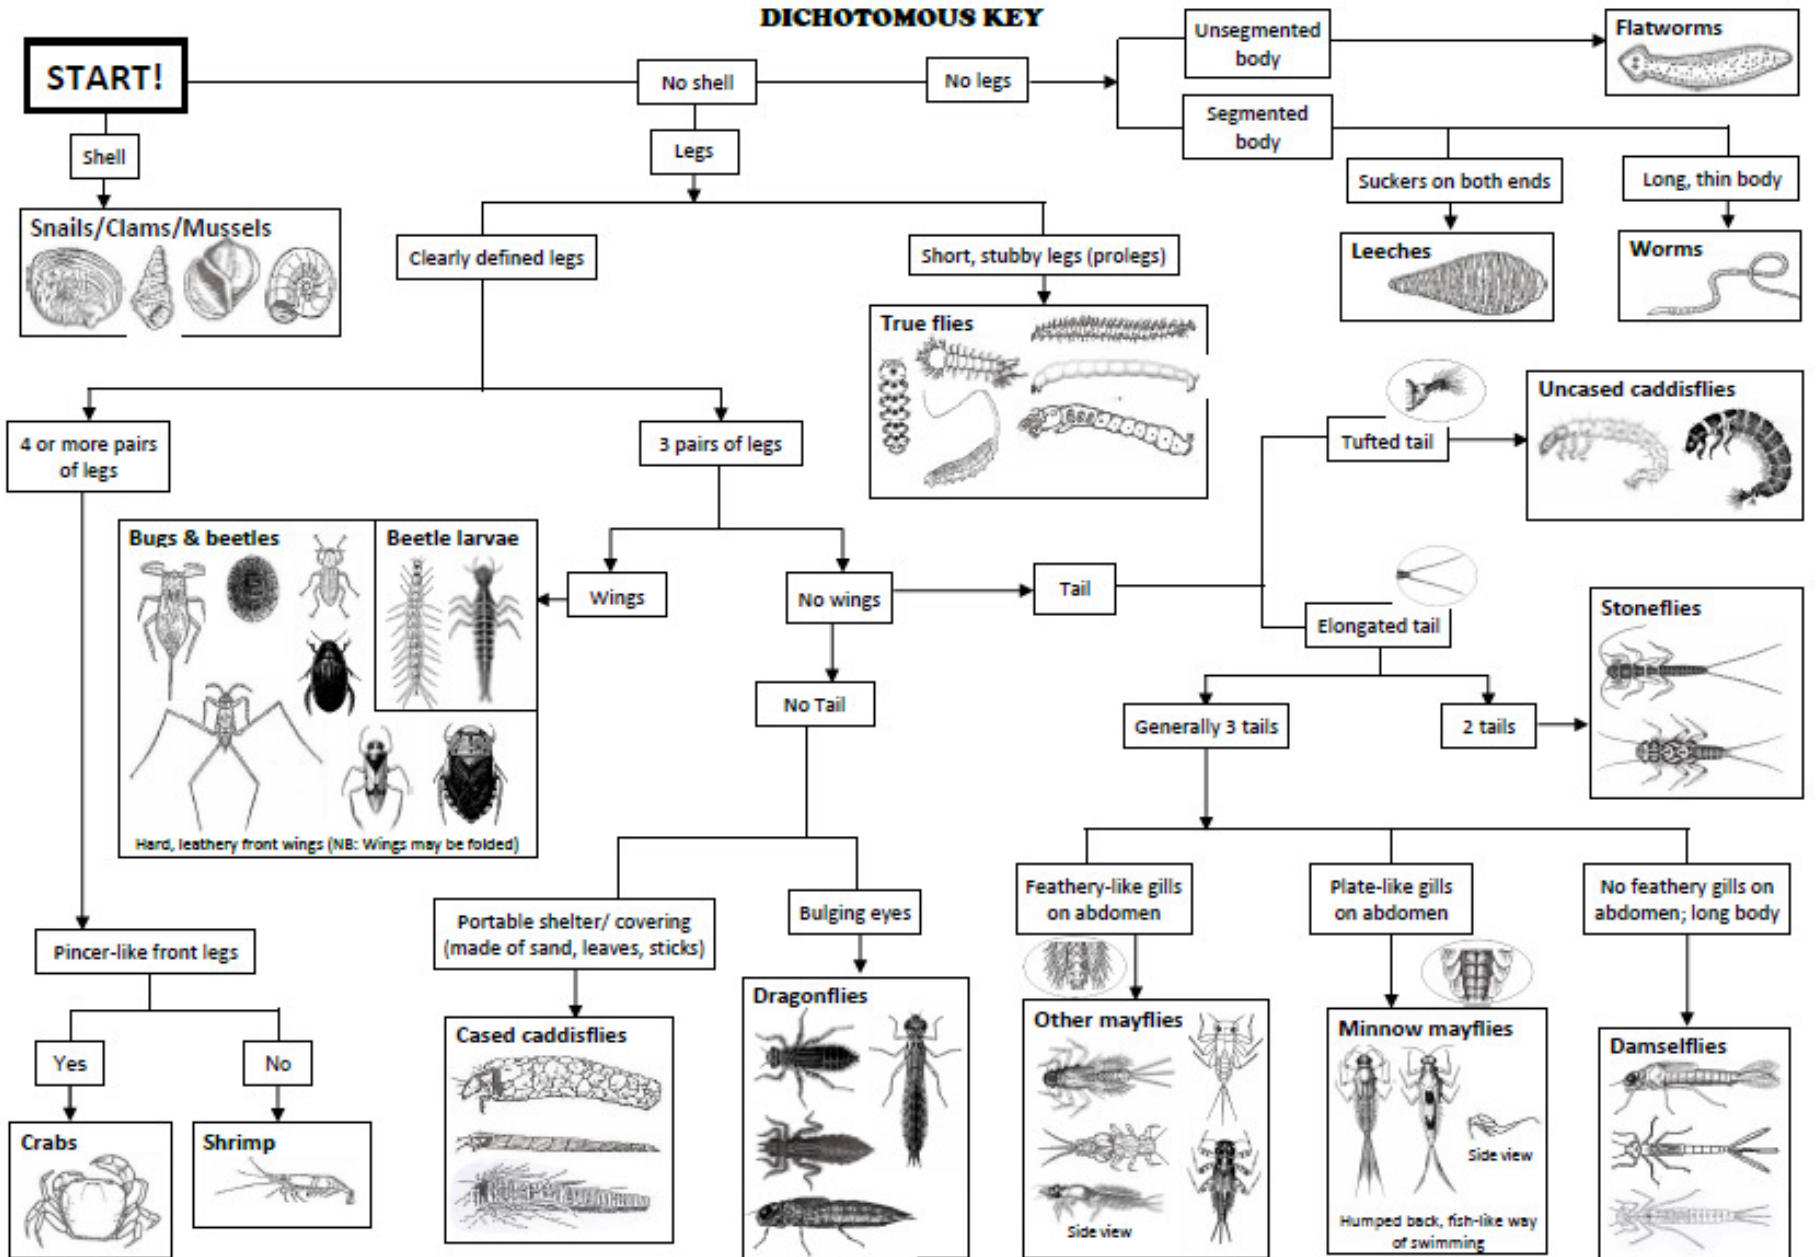 DICHOTOMOUS KEY
START!
No shell
No legs
Unsegmented
body
Flatworms
Segmented
body
Shell
Legs
Suckers on both ends
Long, thin body
Snails/Clams/Mussels
Clearly defined legs
Short, stubby legs (prolegs)
Leeches
Worms
True flies
4 or more pairs
of legs
3 pairs of legs
Tufted tail
Uncased caddisflies
Bugs & beetles
Beetle larvae
Wings
No wings
Tail
Elongated tail
Stoneflies
No Tail
Generally 3 tails
2 tails
Hard, leathery front wings (NB: Wings may be folded)
Pincer-like front legs
Portable shelter/ covering
(made of sand, leaves, sticks)
Bulging eyes
Feathery-like gills
on abdomen
Plate-like gills
on abdomen
No feathery gills on
abdomen; long body
Yes
No
Cased caddisflies
Dragonflies
Other mayflies
Side view
Minnow mayflies
Side view
Humped back, fish-like way
of swimming
Damselflies
Crabs
Shrimp